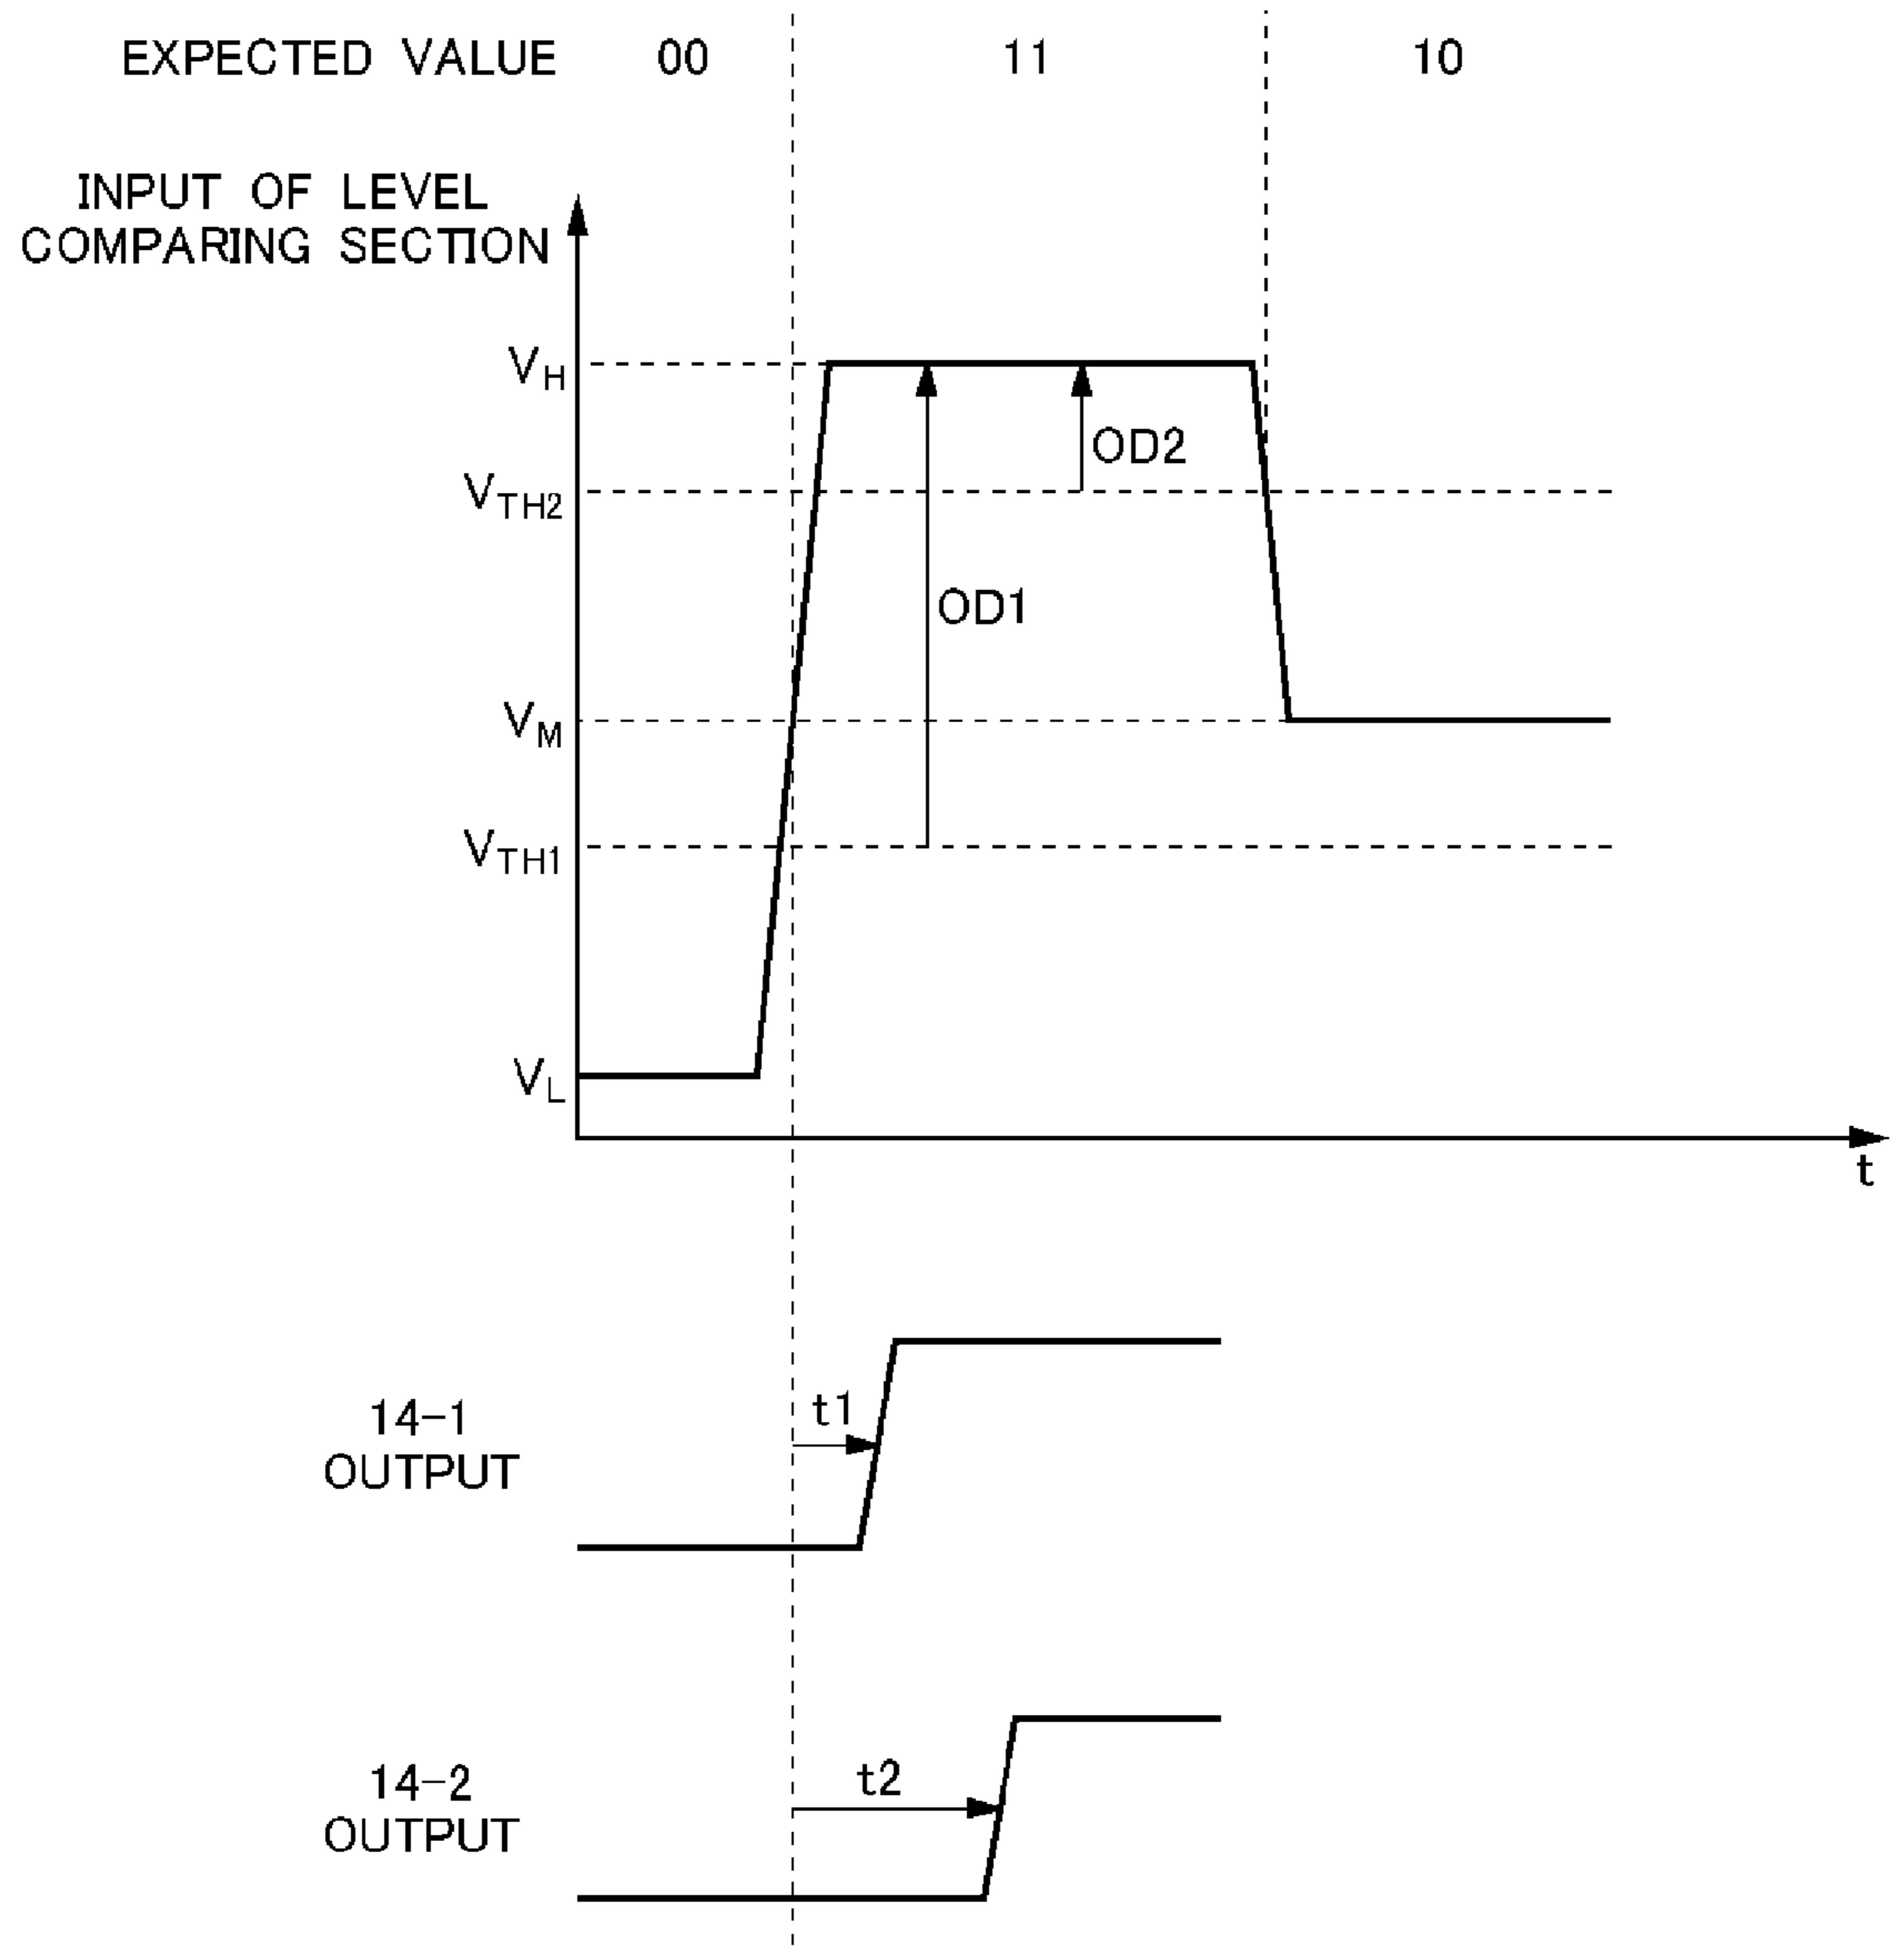 EXPECTED VALUE 00 11 10
INPUT OF LEVEL
COMPARING SECTION
VH
OD2
VTH2
OD1
VM
VTH1
VL
t
t1
14-1
OUTPUT
t2
14-2
OUTPUT